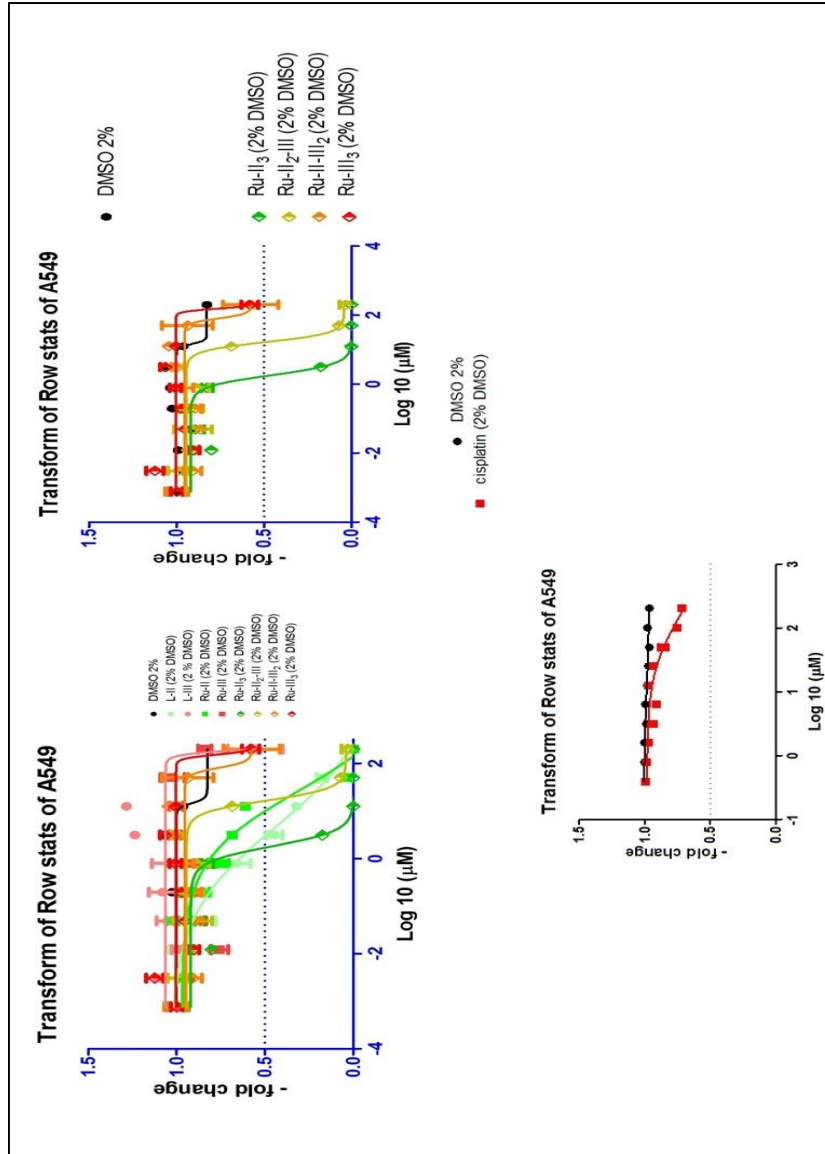 Transform of Row stats of A549
1.5
1.0
0.5
0.0
- fold change
-4 -2 0 2
Log 10 (µM)
DMSO 2%
L-II (2% DMSO)
L-III (2 % DMSO)
Ru-II (2% DMSO)
Ru-III (2% DMSO)
Ru-II₃ (2% DMSO)
Ru-II₂-III (2% DMSO)
Ru-II-III₂ (2% DMSO)
Ru-III₃ (2% DMSO)
Transform of Row stats of A549
1.5
1.0
0.5
0.0
- fold change
-4 -2 0 2 4
Log 10 (µM)
DMSO 2%
Ru-II₃ (2% DMSO)
Ru-II₂-III (2% DMSO)
Ru-II-III₂ (2% DMSO)
Ru-III₃ (2% DMSO)
Transform of Row stats of A549
1.5
1.0
0.5
0.0
- fold change
-1 0 1 2 3
Log 10 (µM)
DMSO 2%
cisplatin (2% DMSO)